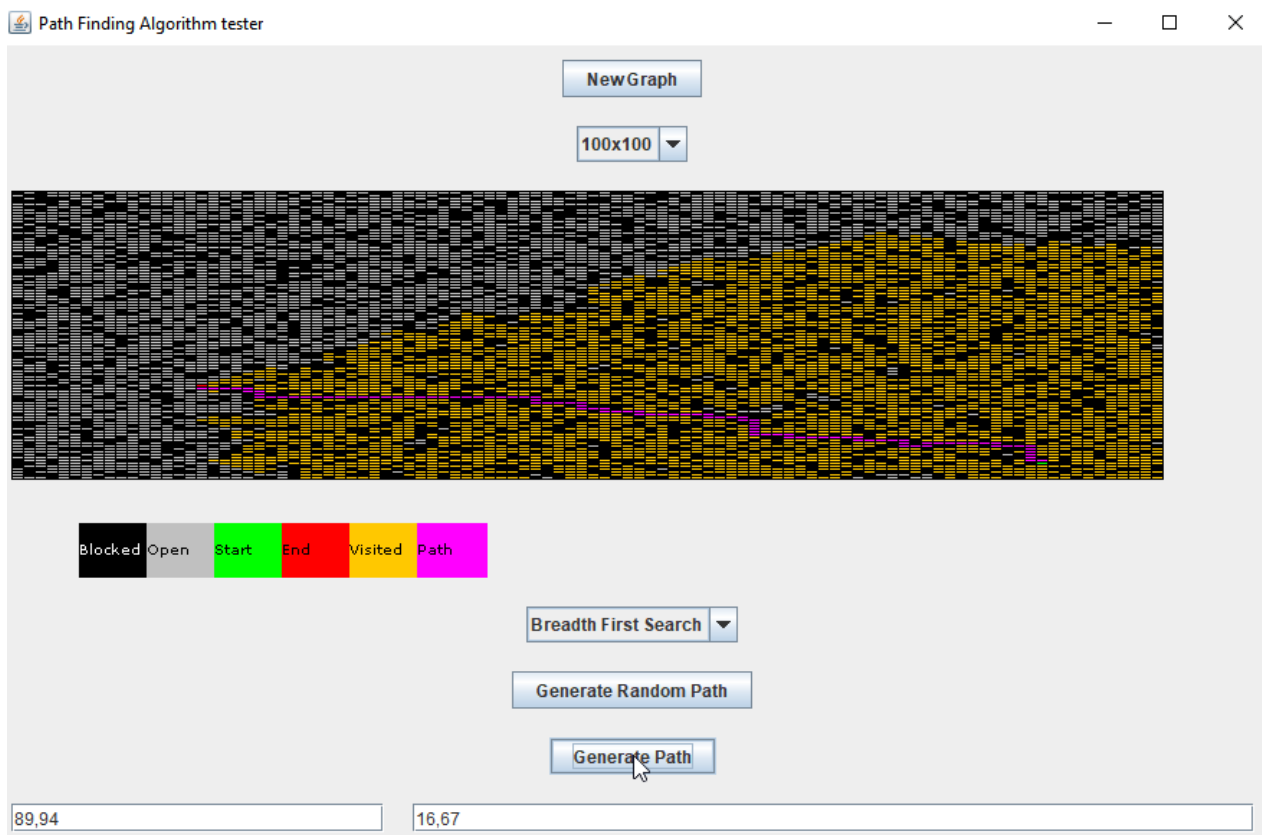 Path Finding Algorithm tester
New Graph
100x100
Blocked Open Start End Visited Path
Breadth First Search
Generate Random Path
Generate Path
89,94 16,67